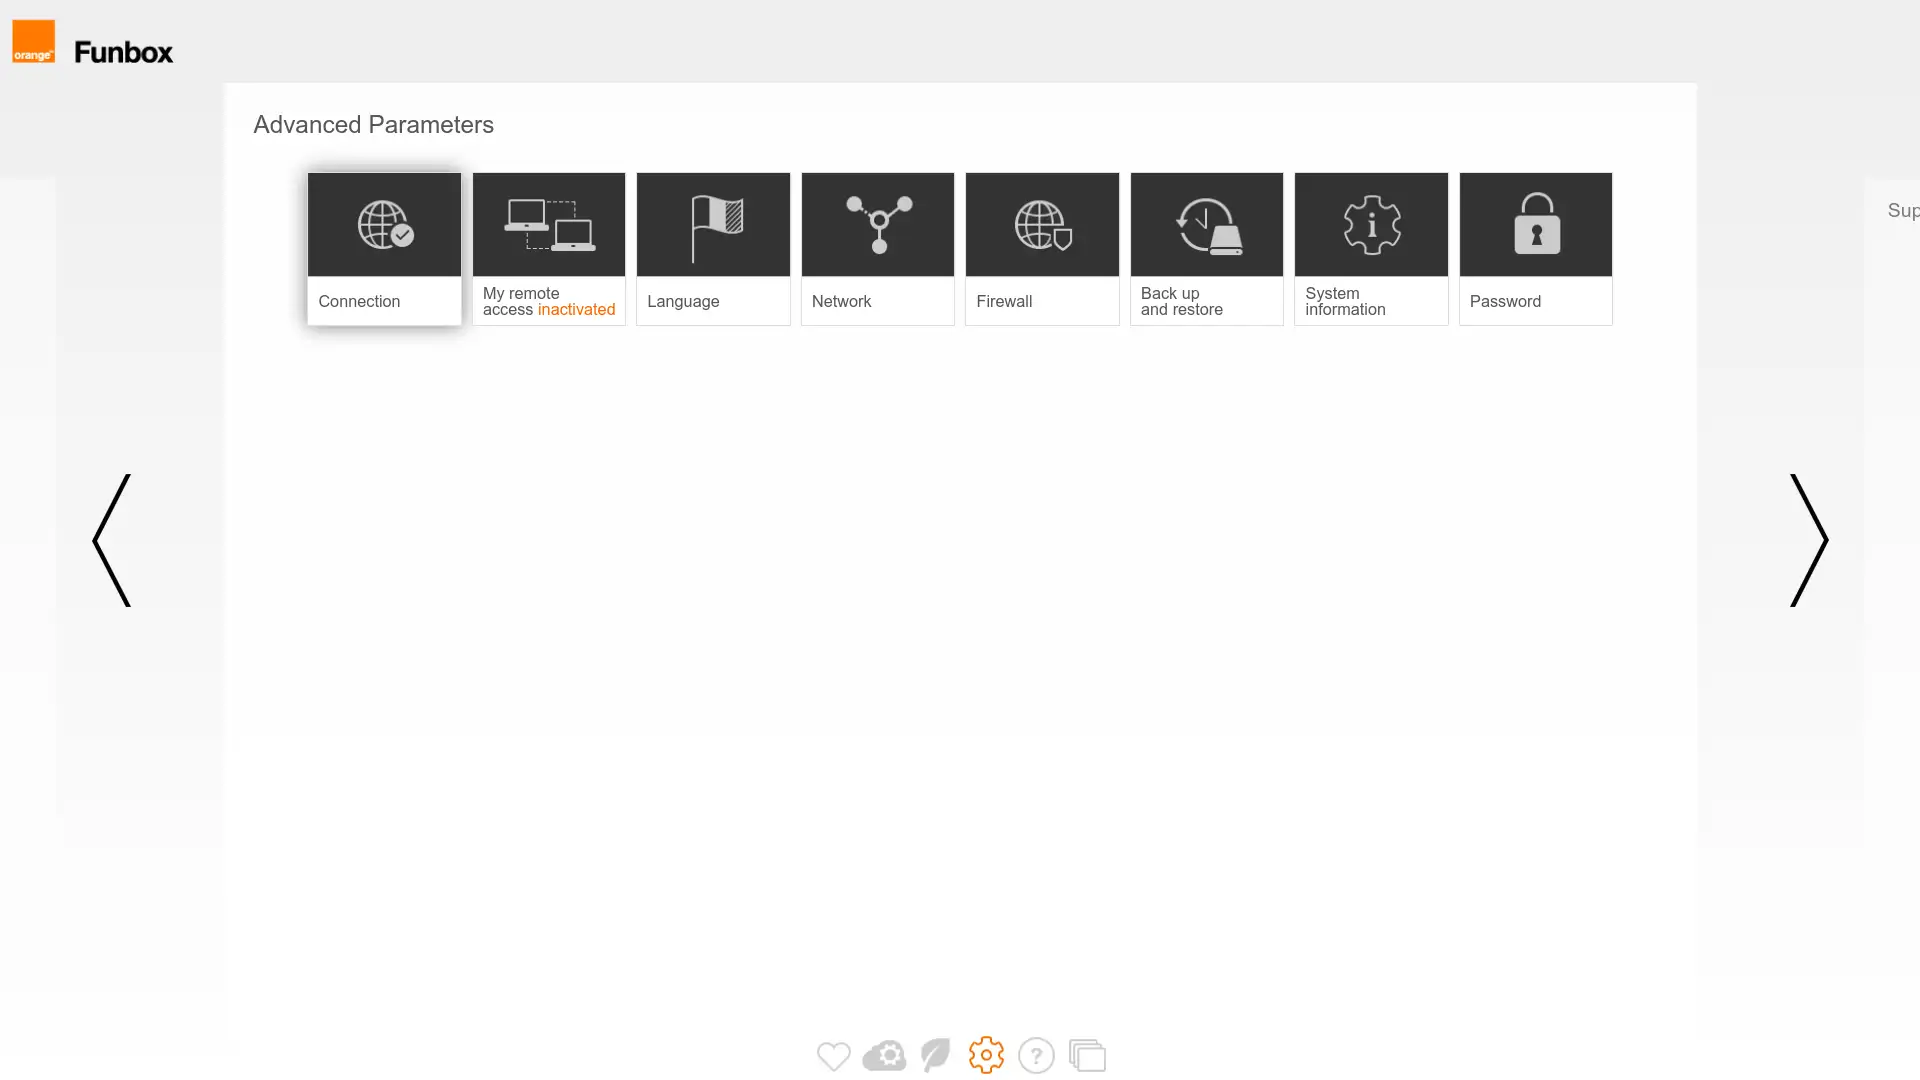 orange™
Funbox
Advanced Parameters
Sup
Connection
My remote
access inactivated
Language
Network
Firewall
Back up
and restore
System
information
Password
?